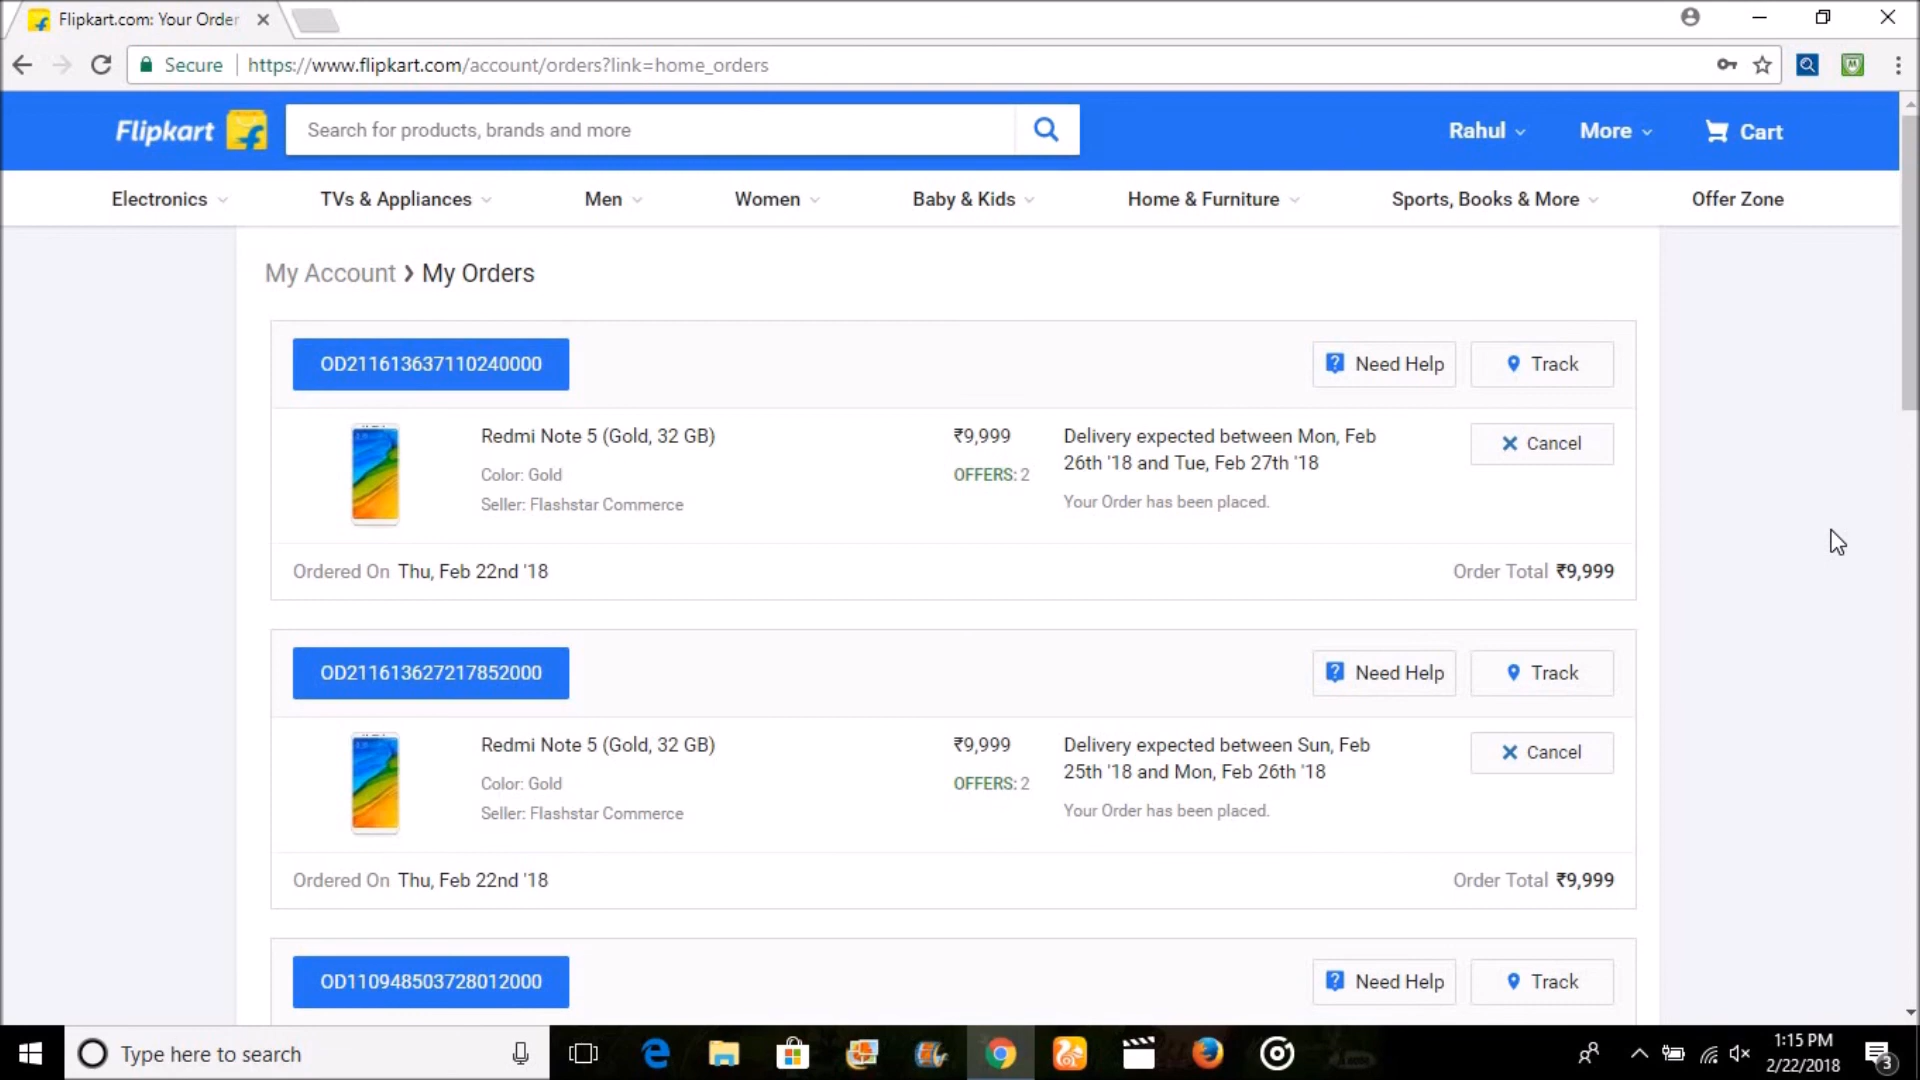 Flipkart.com: Your Order
Secure https://www.flipkart.com/account/orders?link=home_orders
Flipkart Search for products, brands and more Rahul More Cart
Electronics TVs & Appliances Men Women Baby & Kids Home & Furniture Sports, Books & More Offer Zone
My Account › My Orders
OD211613637110240000 Need Help Track
Redmi Note 5 (Gold, 32 GB) ₹9,999 Delivery expected between Mon, Feb Cancel
26th '18 and Tue, Feb 27th '18
Color: Gold OFFERS: 2
Seller: Flashstar Commerce Your Order has been placed.
Ordered On Thu, Feb 22nd '18 Order Total ₹9,999
OD211613627217852000 Need Help Track
Redmi Note 5 (Gold, 32 GB) ₹9,999 Delivery expected between Sun, Feb Cancel
25th '18 and Mon, Feb 26th '18
Color: Gold OFFERS: 2
Seller: Flashstar Commerce Your Order has been placed.
Ordered On Thu, Feb 22nd '18 Order Total ₹9,999
OD110948503728012000 Need Help Track
Type here to search 1:15 PM
2/22/2018 3